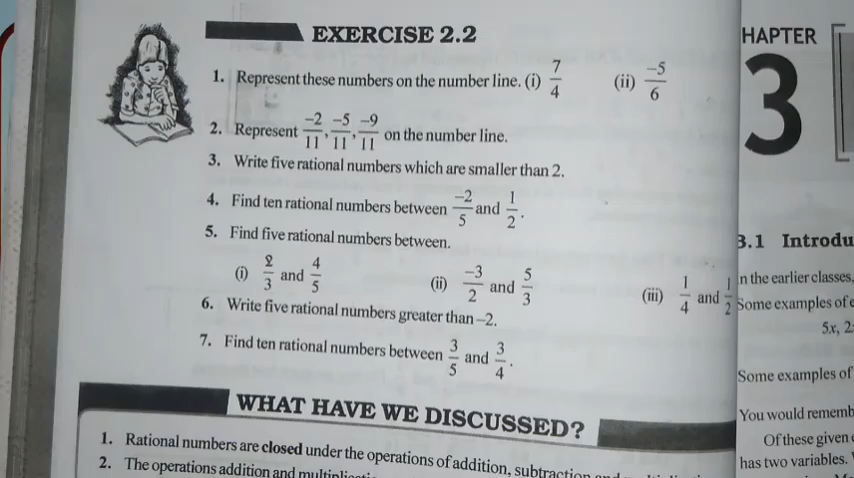 EXERCISE 2.2
1. Represent these numbers on the number line. (i) 7/4 (ii) -5/6
2. Represent -2/11, -5/11, -9/11 on the number line.
3. Write five rational numbers which are smaller than 2.
4. Find ten rational numbers between -2/5 and 1/2.
5. Find five rational numbers between.
(i) 2/3 and 4/5 (ii) -3/2 and 5/3 (iii) 1/4 and 1/2
6. Write five rational numbers greater than –2.
7. Find ten rational numbers between 3/5 and 3/4.
WHAT HAVE WE DISCUSSED?
1. Rational numbers are closed under the operations of addition, subtraction
2. The operations addition and
HAPTER
3
3.1 Introdu
In the earlier classes,
Some examples of
5x, 2
Some examples of
You would rememb
Of these given
has two variables.